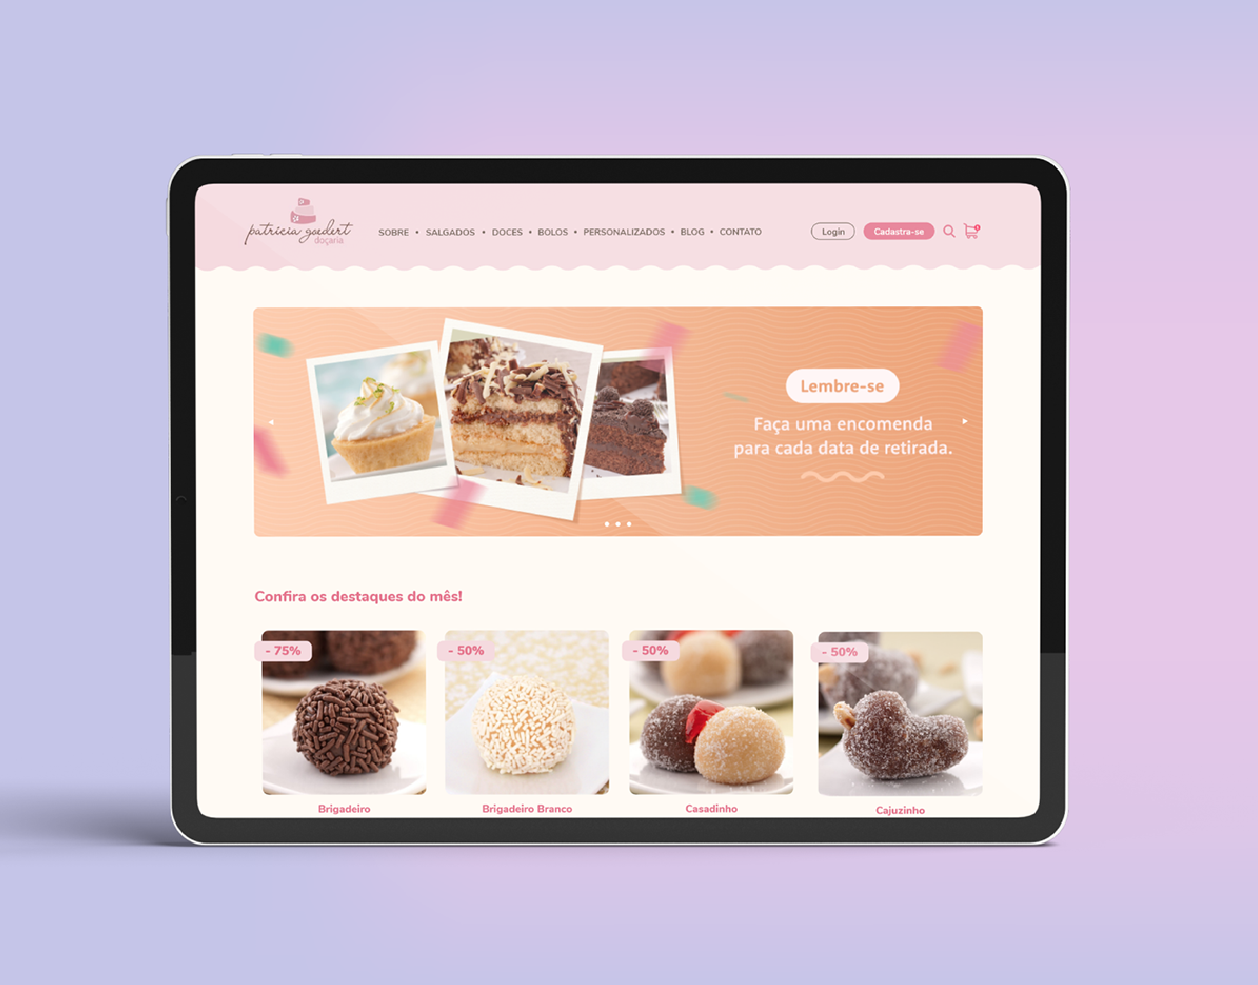 patricia goedert
doçaria
SOBRE • SALGADOS • DOCES • BOLOS • PERSONALIZADOS • BLOG • CONTATO
Login
Cadastra-se
Lembre-se
Faça uma encomenda
para cada data de retirada.
Confira os destaques do mês!
- 75%
- 50%
- 50%
- 50%
Brigadeiro
Brigadeiro Branco
Casadinho
Cajuzinho